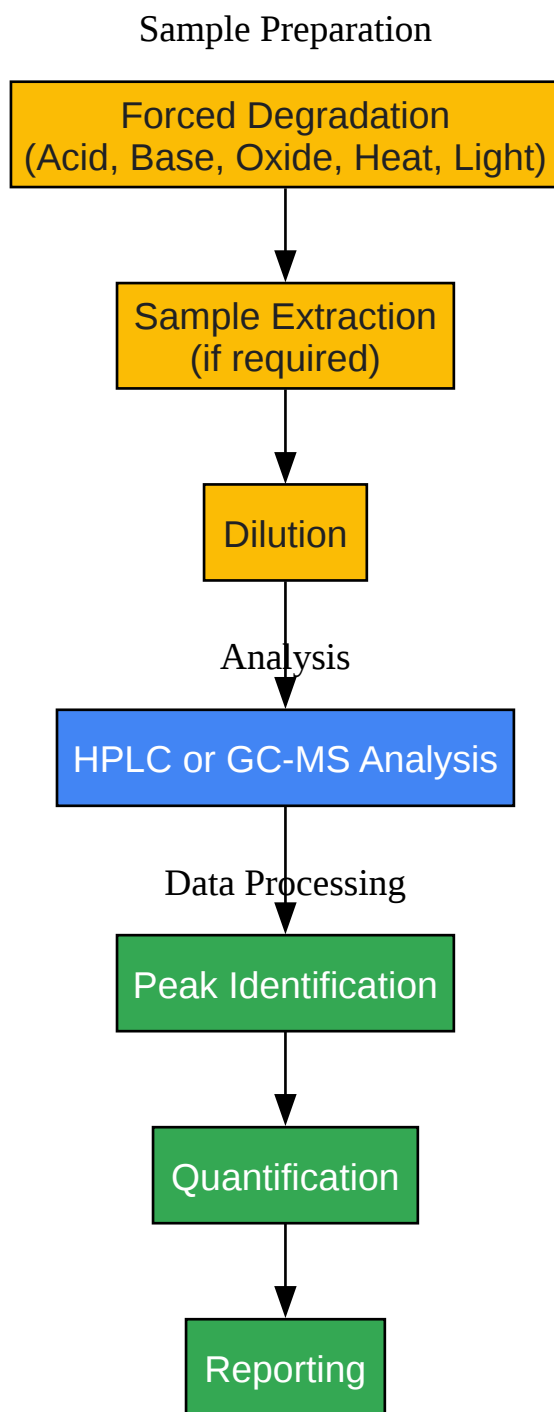 Sample Preparation
Forced Degradation
(Acid, Base, Oxide, Heat, Light)
Sample Extraction
(if required)
Dilution
Analysis
HPLC or GC-MS Analysis
Data Processing
Peak Identification
Quantification
Reporting